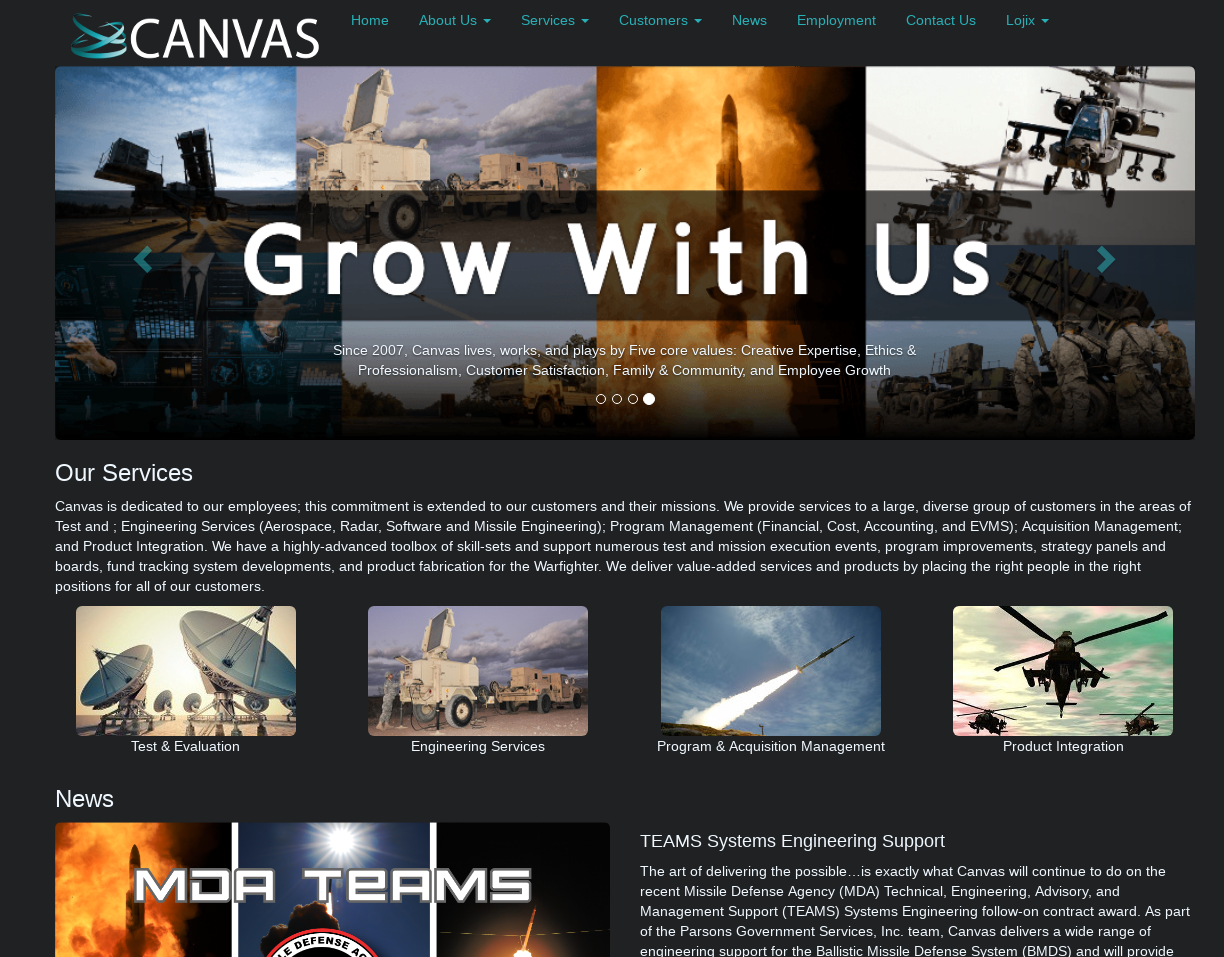 CANVAS
Home About Us Services Customers News Employment Contact Us Lojix
Grow With Us
Since 2007, Canvas lives, works, and plays by Five core values: Creative Expertise, Ethics &
Professionalism, Customer Satisfaction, Family & Community, and Employee Growth
Our Services
Canvas is dedicated to our employees; this commitment is extended to our customers and their missions. We provide services to a large, diverse group of customers in the areas of
Test and ; Engineering Services (Aerospace, Radar, Software and Missile Engineering); Program Management (Financial, Cost, Accounting, and EVMS); Acquisition Management;
and Product Integration. We have a highly-advanced toolbox of skill-sets and support numerous test and mission execution events, program improvements, strategy panels and
boards, fund tracking system developments, and product fabrication for the Warfighter. We deliver value-added services and products by placing the right people in the right
positions for all of our customers.
Test & Evaluation
Engineering Services
Program & Acquisition Management
Product Integration
News
MDA TEAMS
TEAMS Systems Engineering Support
The art of delivering the possible…is exactly what Canvas will continue to do on the
recent Missile Defense Agency (MDA) Technical, Engineering, Advisory, and
Management Support (TEAMS) Systems Engineering follow-on contract award. As part
of the Parsons Government Services, Inc. team, Canvas delivers a wide range of
engineering support for the Ballistic Missile Defense System (BMDS) and will provide